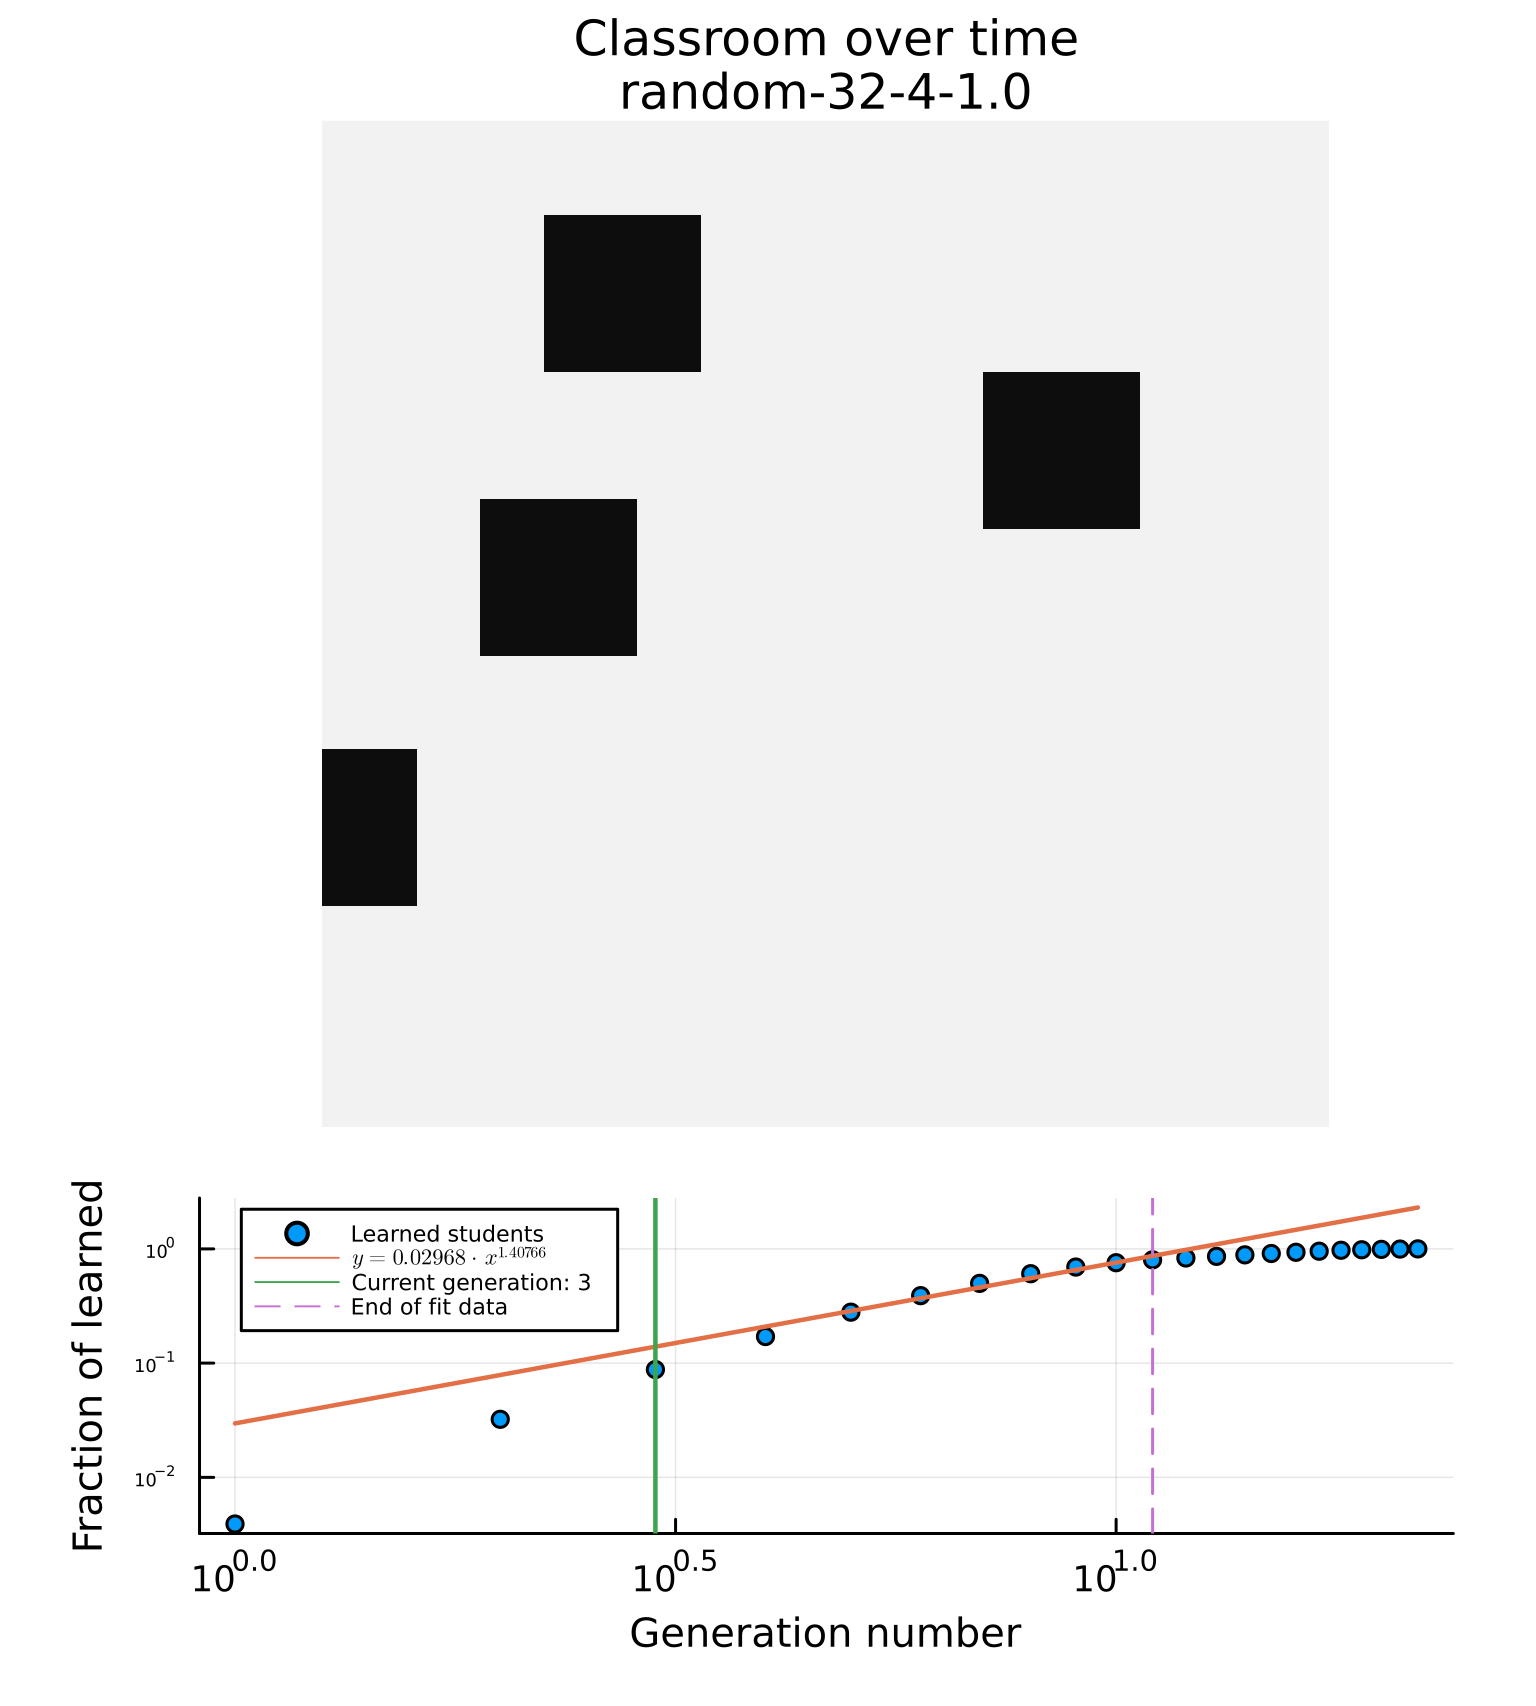 Classroom over time
random-32-4-1.0
Fraction of learned
10^0
10^−1
10^−2
Learned students
y = 0.02968 · x^1.40766
Current generation: 3
End of fit data
10^0.0
10^0.5
10^1.0
Generation number